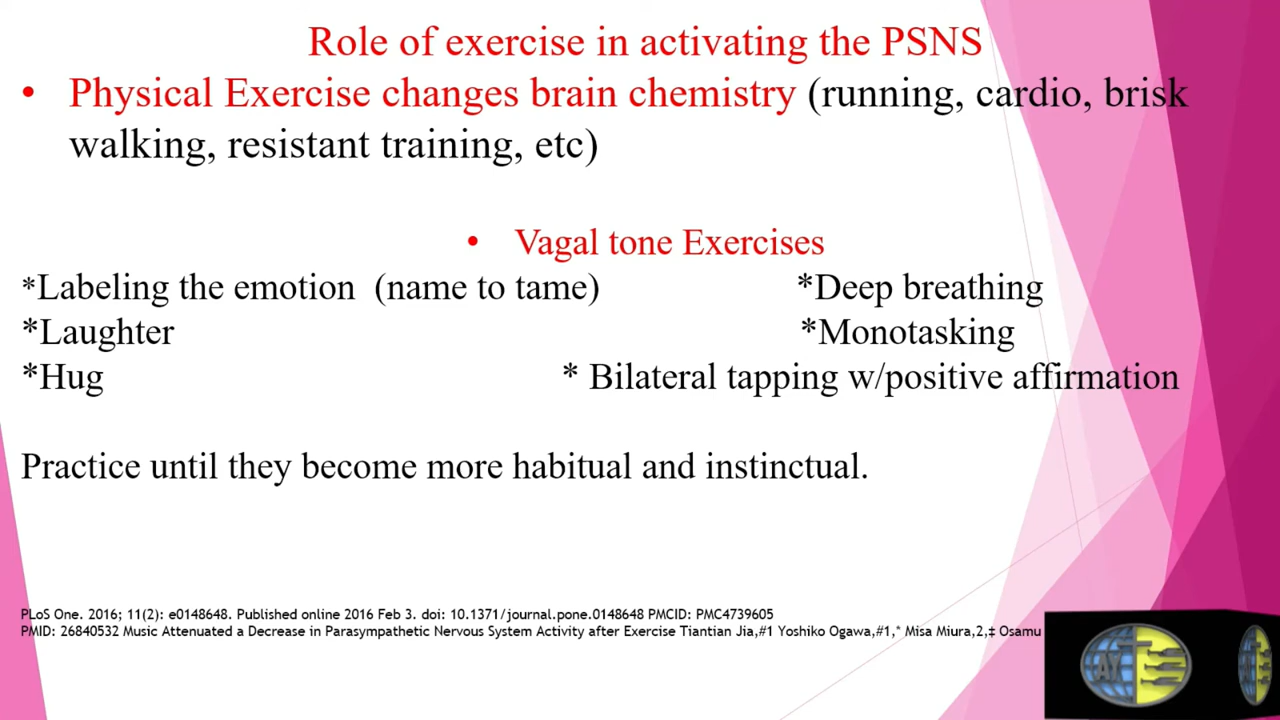 Role of exercise in activating the PSNS
• Physical Exercise changes brain chemistry (running, cardio, brisk
walking, resistant training, etc)
• Vagal tone Exercises
*Labeling the emotion (name to tame) *Deep breathing
*Laughter *Monotasking
*Hug * Bilateral tapping w/positive affirmation
Practice until they become more habitual and instinctual.
PLoS One. 2016; 11(2): e0148648. Published online 2016 Feb 3. doi: 10.1371/journal.pone.0148648 PMCID: PMC4739605
PMID: 26840532 Music Attenuated a Decrease in Parasympathetic Nervous System Activity after Exercise Tiantian Jia,#1 Yoshiko Ogawa,#1,* Misa Miura,2,‡ Osamu